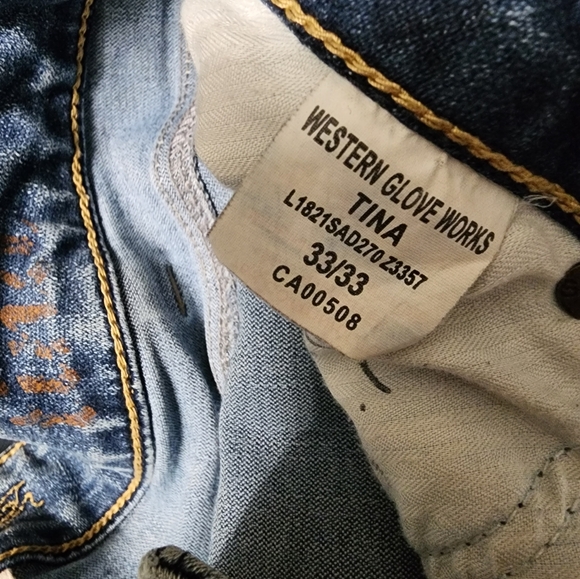 WESTERN GLOVE WORKS
TINA
L1821SAD270 Z3357
33/33
CA00508